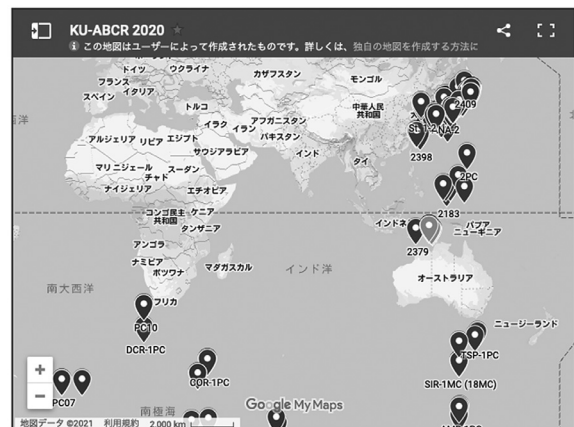 KU-ABCR 2020
この地図はユーザーによって作成されたものです。詳しくは、独自の地図を作成する方法に
ドイツ ウクライナ
フランス
スペイン イタリア
カザフスタン
モンゴル
トルコ
中華人民
共和国
2409
アルジェリア リビア エジプト
イラク
イラン
アフガニスタン
パキスタン
サウジアラビア
インド
タイ
2398
マリ ニジェール スーダン
チャド
ナイジェリア
エチオピア
2PC
2183
コンゴ民主
共和国
ケニア
タンザニア
インドネ
パプア
ニューギニア
2379
アンゴラ
ナミビア
ボツワナ
マダガスカル
インド洋
オーストラリア
南大西洋
フリカ
PC10
DCR-1PC
ニュージーランド
TSP-1PC
COR-1PC
SIR-1MC (18MC)
PC07
南極海
Google My Maps
地図データ ©2021 利用規約 2,000 km